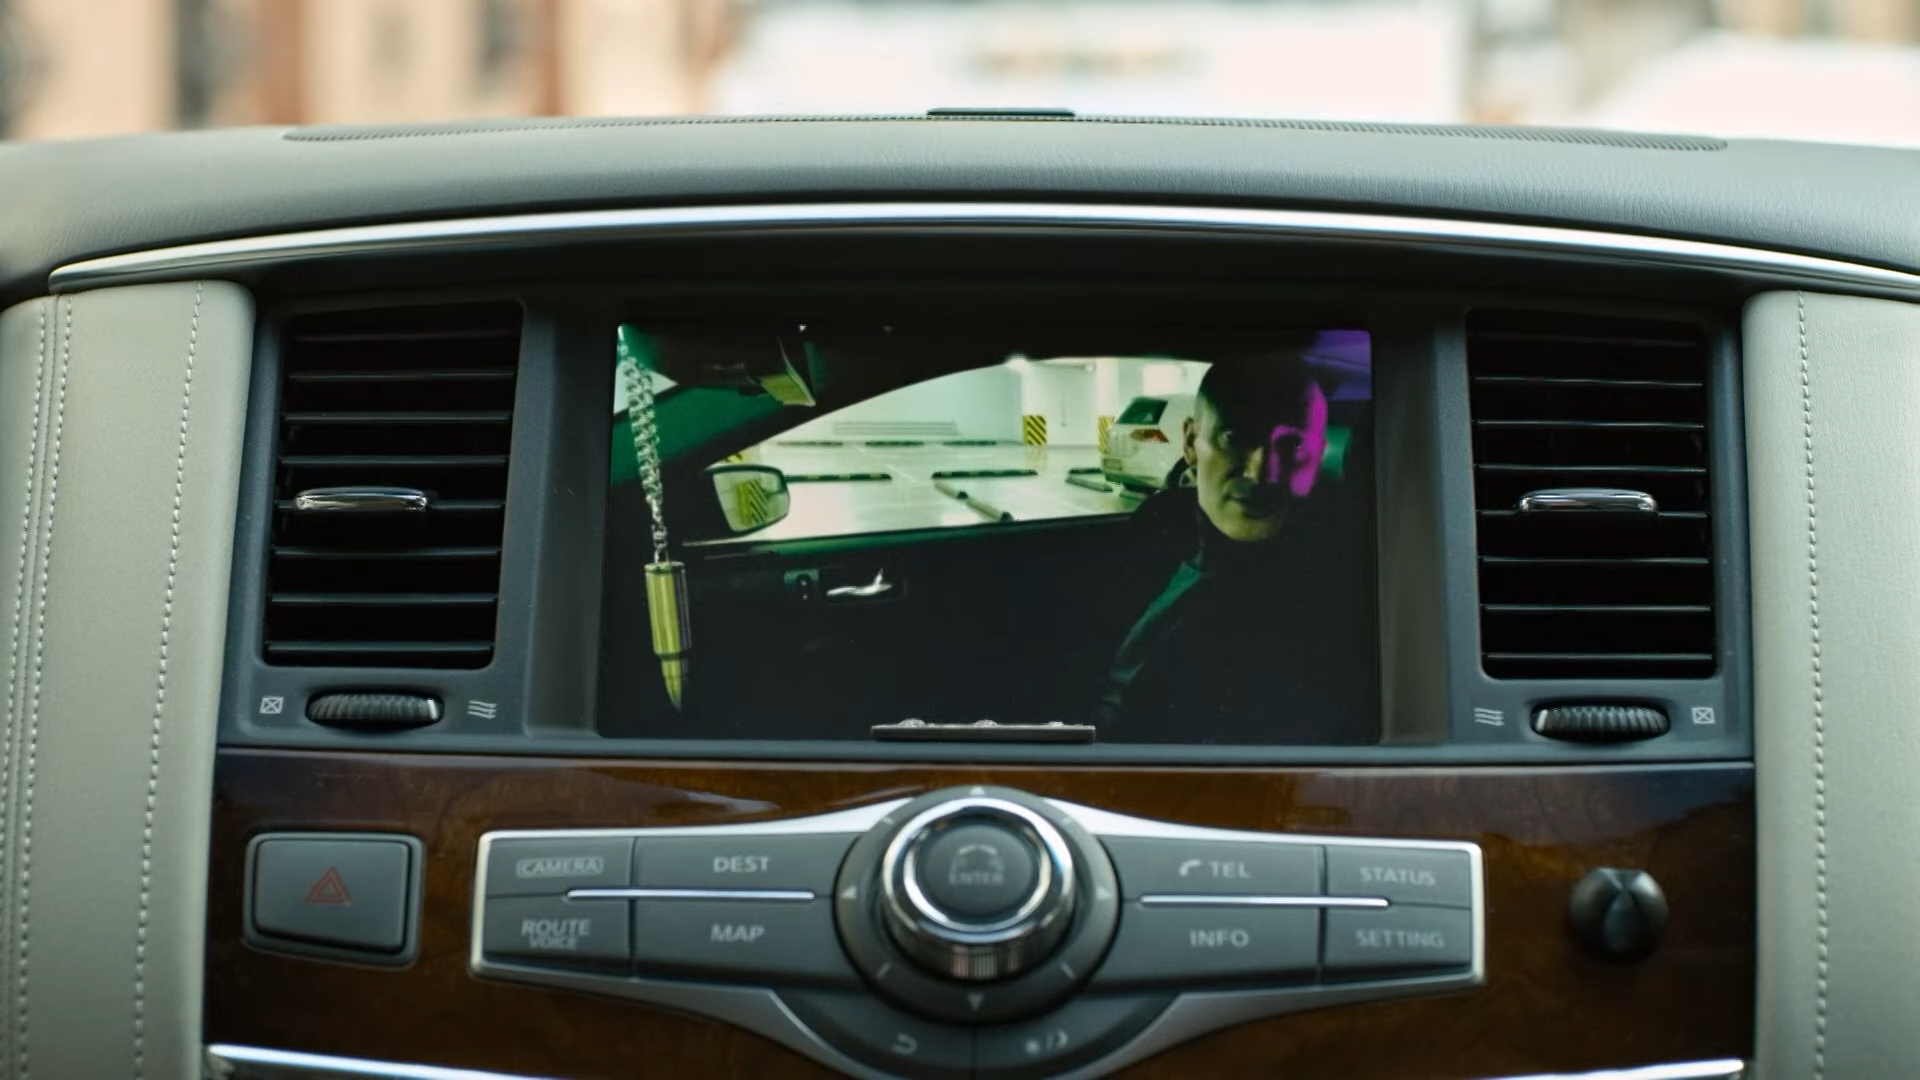 CAMERA
DEST
TEL
STATUS
ROUTE
VOICE
MAP
ENTER
INFO
SETTING